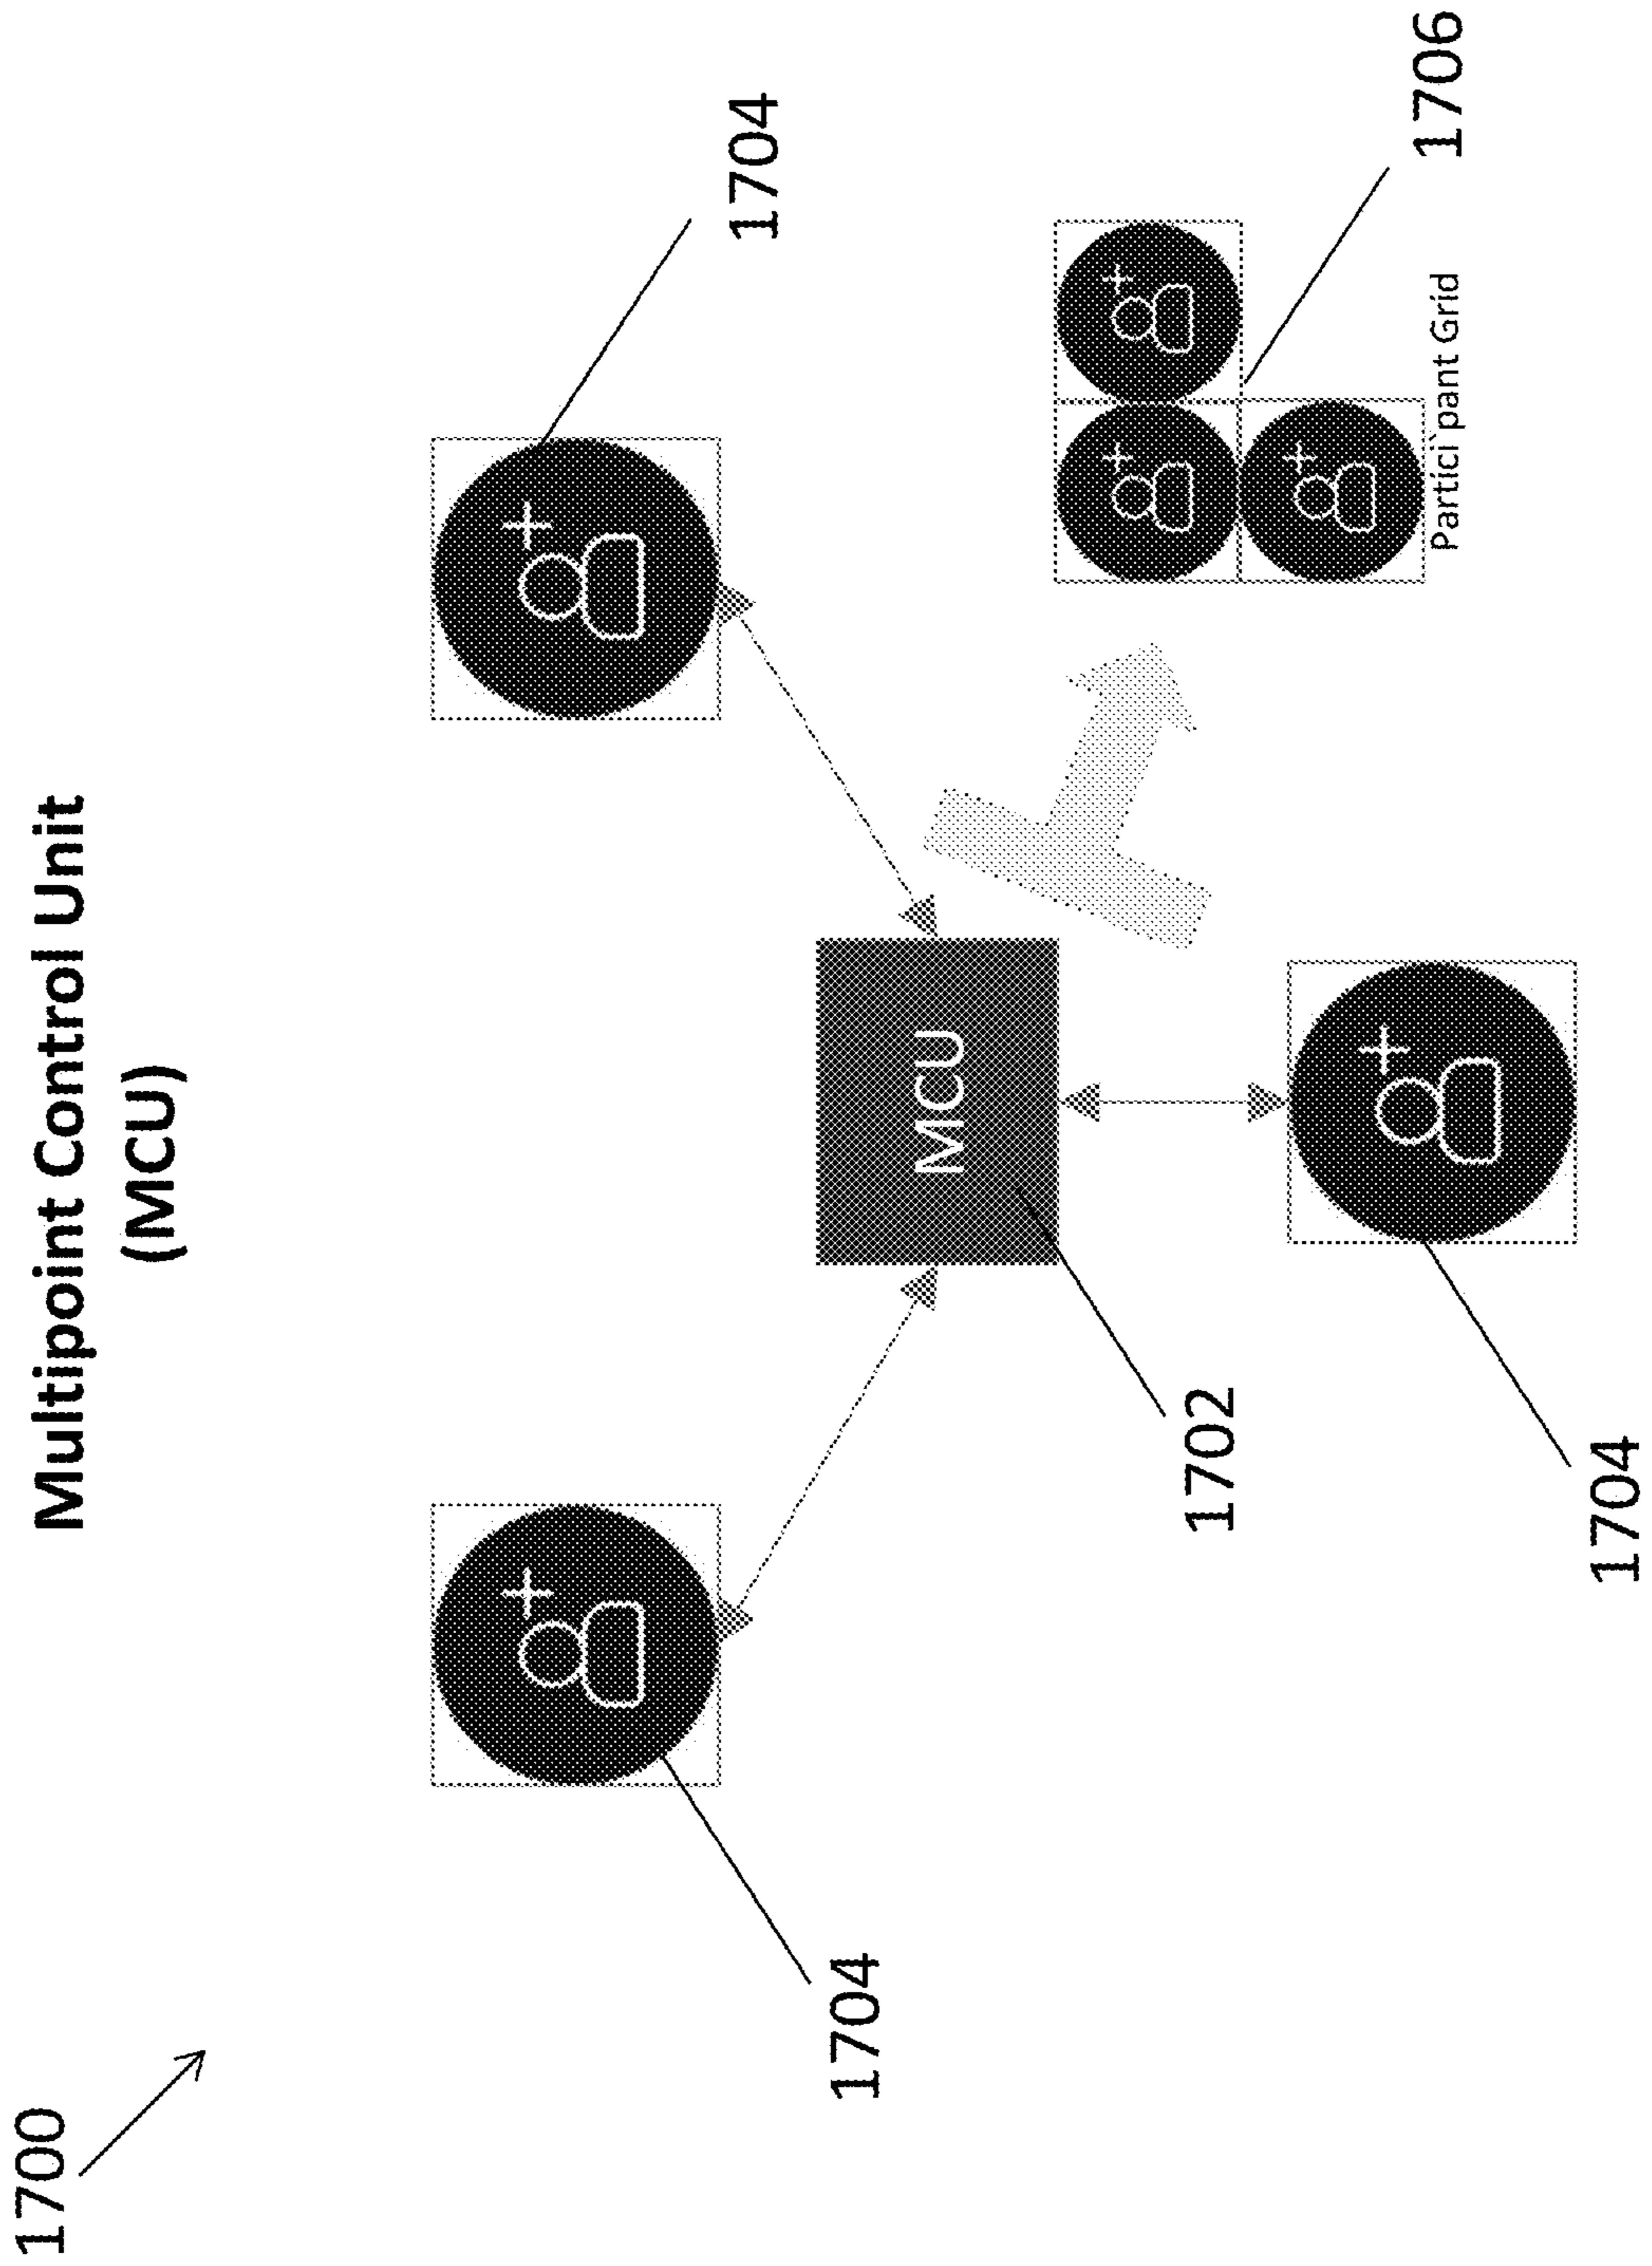 1700
Multipoint Control Unit
(MCU)
1704
1704
MCU
1702
1704
Partici`pant Grid
1706